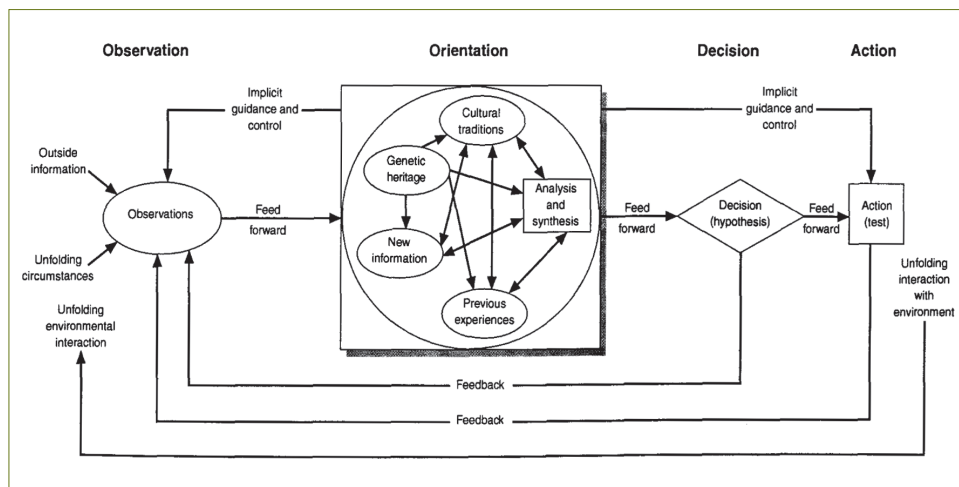 Observation
Orientation
Decision
Action
Implicit
guidance and
control
Implicit
guidance and
control
Cultural
traditions
Genetic
heritage
Outside
information
Analysis
and
synthesis
Observations
Feed
forward
Feed
forward
Decision
(hypothesis)
Feed
forward
Action
(test)
New
information
Unfolding
circumstances
Previous
experiences
Unfolding
interaction
with
environment
Unfolding
environmental
interaction
Feedback
Feedback